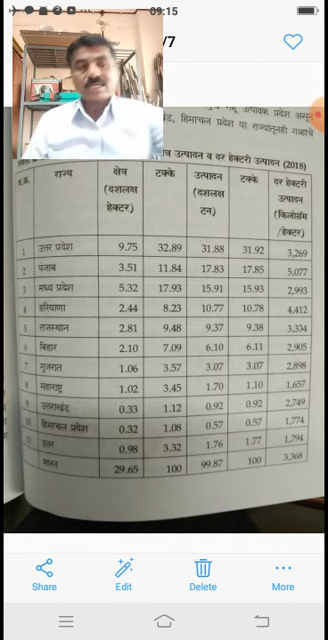 09:15
/7
उत्पादक प्रदेश असून
हिमाचल प्रदेश या राज्यांतूनही गव्हाचे
उत्पादन व दर हेक्टरी उत्पादन (2018)
राज्य क्षेत्र (दशलक्ष हेक्टर) टक्के उत्पादन (दशलक्ष टन) टक्के दर हेक्टरी उत्पादन (किलोग्रॅम /हेक्टर)
1 उत्तर प्रदेश 9.75 32.89 31.88 31.92 3,269
2 पंजाब 3.51 11.84 17.83 17.85 5,077
3 मध्य प्रदेश 5.32 17.93 15.91 15.93 2,993
4 हरियाणा 2.44 8.23 10.77 10.78 4,412
5 राजस्थान 2.81 9.48 9.37 9.38 3,334
6 बिहार 2.10 7.09 6.10 6.11 2,905
7 गुजरात 1.06 3.57 3.07 3.07 2,898
8 महाराष्ट्र 1.02 3.45 1.70 1.10 1,657
9 उत्तराखंड 0.33 1.12 0.92 0.92 2,749
10 हिमाचल प्रदेश 0.32 1.08 0.57 0.57 1,774
11 इतर 0.98 3.32 1.76 1.77 1,794
भारत 29.65 100 99.87 100 3,368
Share Edit Delete More